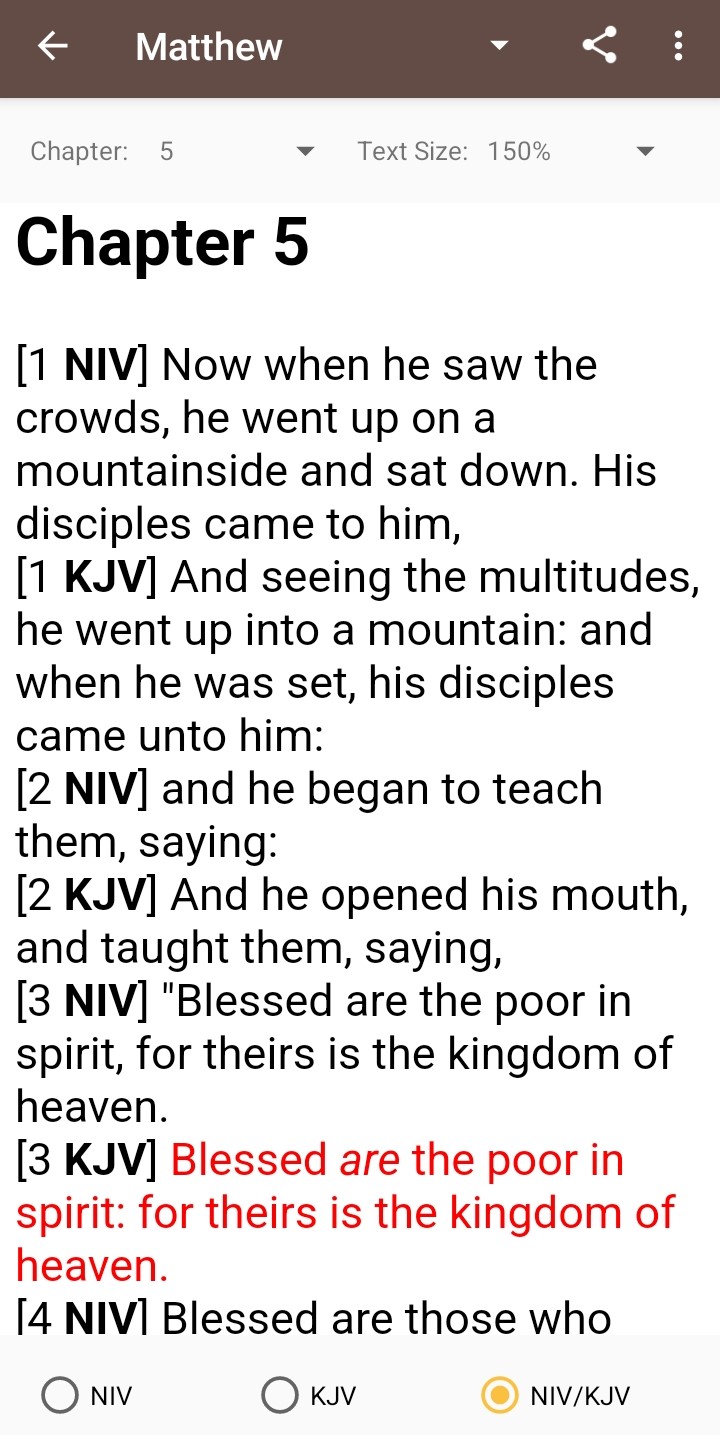 Matthew
Chapter: 5 Text Size: 150%
Chapter 5
[1 NIV] Now when he saw the
crowds, he went up on a
mountainside and sat down. His
disciples came to him,
[1 KJV] And seeing the multitudes,
he went up into a mountain: and
when he was set, his disciples
came unto him:
[2 NIV] and he began to teach
them, saying:
[2 KJV] And he opened his mouth,
and taught them, saying,
[3 NIV] "Blessed are the poor in
spirit, for theirs is the kingdom of
heaven.
[3 KJV] Blessed are the poor in
spirit: for theirs is the kingdom of
heaven.
[4 NIV] Blessed are those who
NIV KJV NIV/KJV